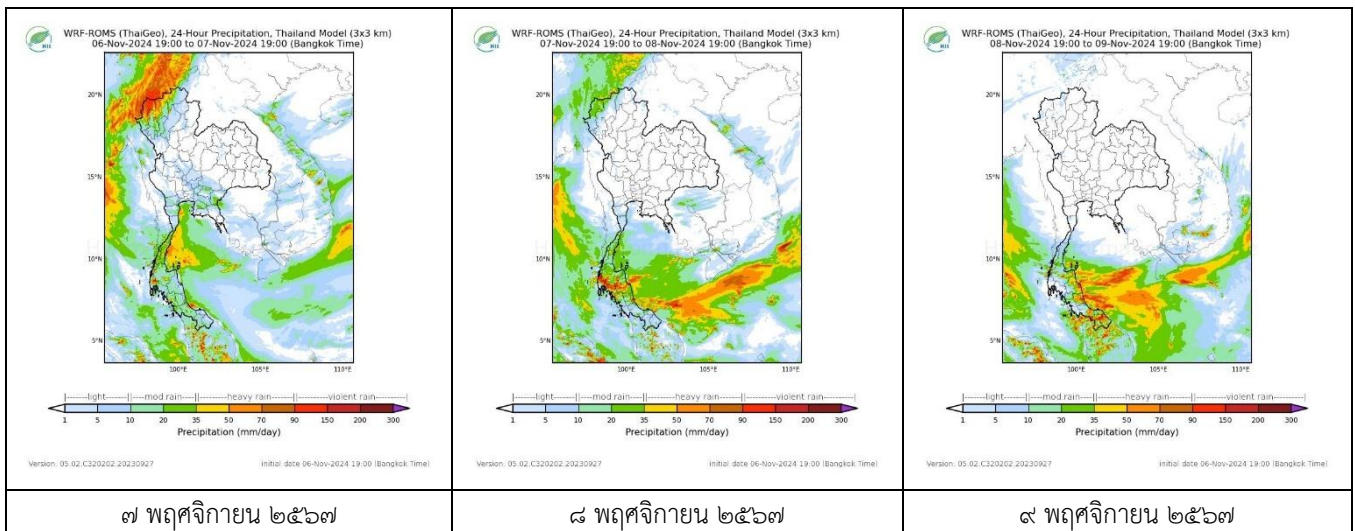 HII
WRF-ROMS (ThaiGeo), 24-Hour Precipitation, Thailand Model (3x3 km)
06-Nov-2024 19:00 to 07-Nov-2024 19:00 (Bangkok Time)
20°N
15°N
10°N
5°N
100°E 105°E 110°E
|-------light-------||----mod rain-----||-------heavy rain-------||-------violent rain-------|
1 5 10 20 35 50 70 90 150 200 300
Precipitation (mm/day)
Version: 05.02.C320202.20230927 initial date 06-Nov-2024 19:00 (Bangkok Time)
๗ พฤศจิกายน ๒๕๖๗
HII
WRF-ROMS (ThaiGeo), 24-Hour Precipitation, Thailand Model (3x3 km)
07-Nov-2024 19:00 to 08-Nov-2024 19:00 (Bangkok Time)
20°N
15°N
10°N
5°N
100°E 105°E 110°E
|-------light-------||----mod rain-----||-------heavy rain-------||-------violent rain-------|
1 5 10 20 35 50 70 90 150 200 300
Precipitation (mm/day)
Version: 05.02.C320202.20230927 initial date 06-Nov-2024 19:00 (Bangkok Time)
๘ พฤศจิกายน ๒๕๖๗
HII
WRF-ROMS (ThaiGeo), 24-Hour Precipitation, Thailand Model (3x3 km)
08-Nov-2024 19:00 to 09-Nov-2024 19:00 (Bangkok Time)
20°N
15°N
10°N
5°N
100°E 105°E 110°E
|-------light-------||----mod rain-----||-------heavy rain-------||-------violent rain-------|
1 5 10 20 35 50 70 90 150 200 300
Precipitation (mm/day)
Version: 05.02.C320202.20230927 initial date 06-Nov-2024 19:00 (Bangkok Time)
๙ พฤศจิกายน ๒๕๖๗